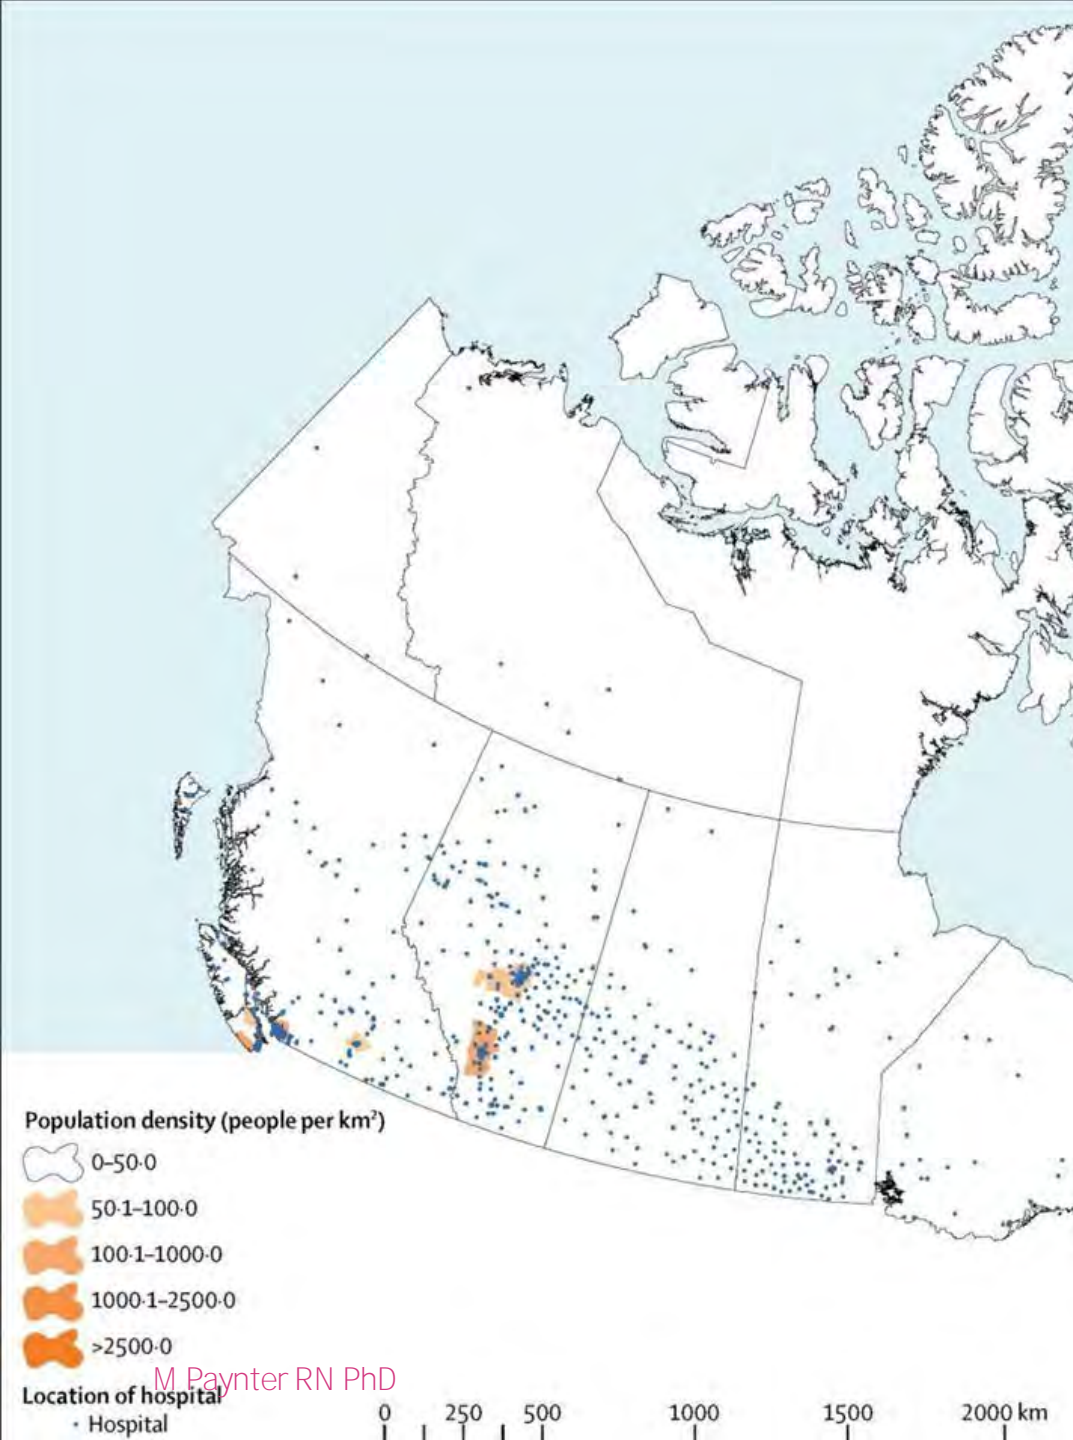 Population density (people per km²)
0–50·0
50·1–100·0
100·1–1000·0
1000·1–2500·0
>2500·0
M Paynter RN PhD
Location of hospital
Hospital
0 250 500 1000 1500 2000 km